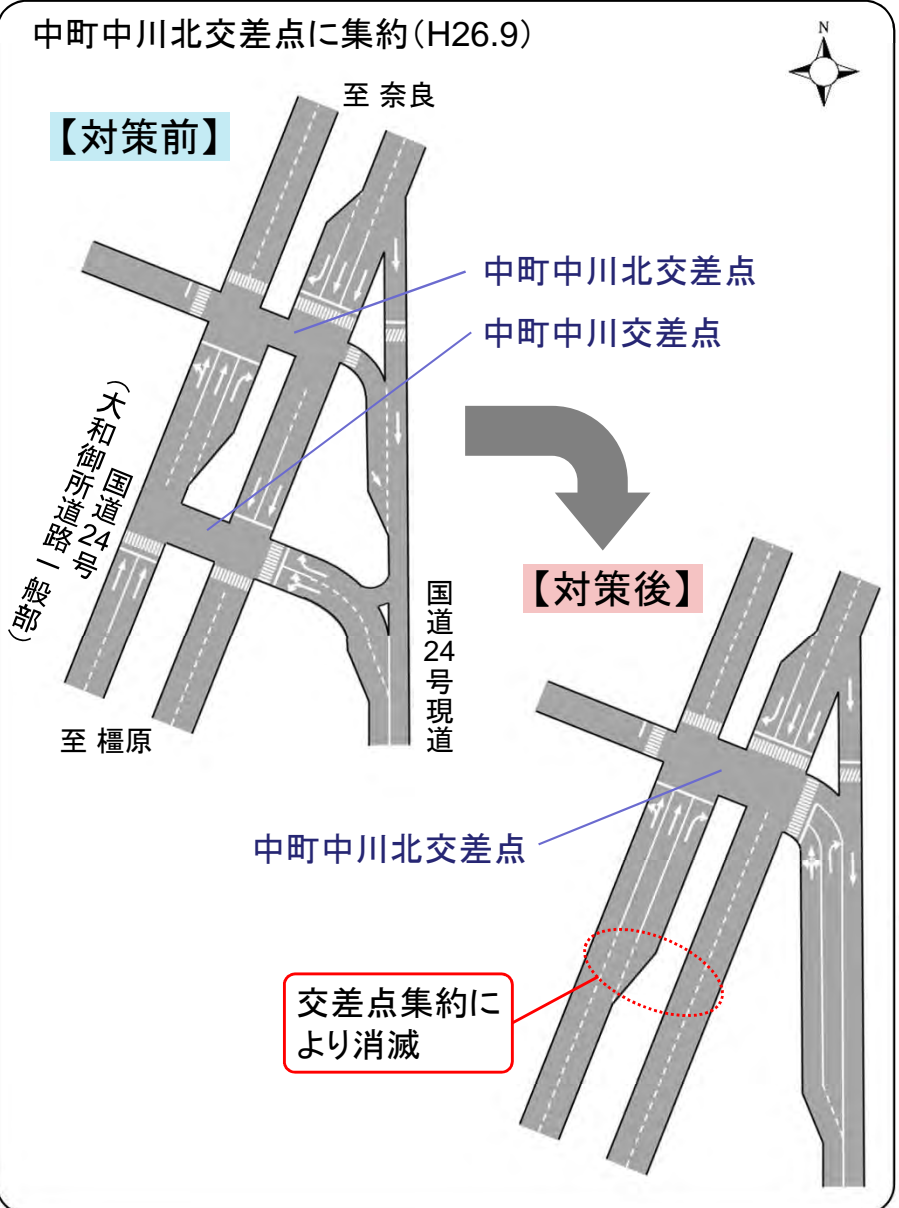 中町中川北交差点に集約（H26.9）
N
至 奈良
【対策前】
中町中川北交差点
中町中川交差点
国道24号
（大和御所道路一般部）
国道24号現道
至 橿原
【対策後】
中町中川北交差点
交差点集約に
より消滅